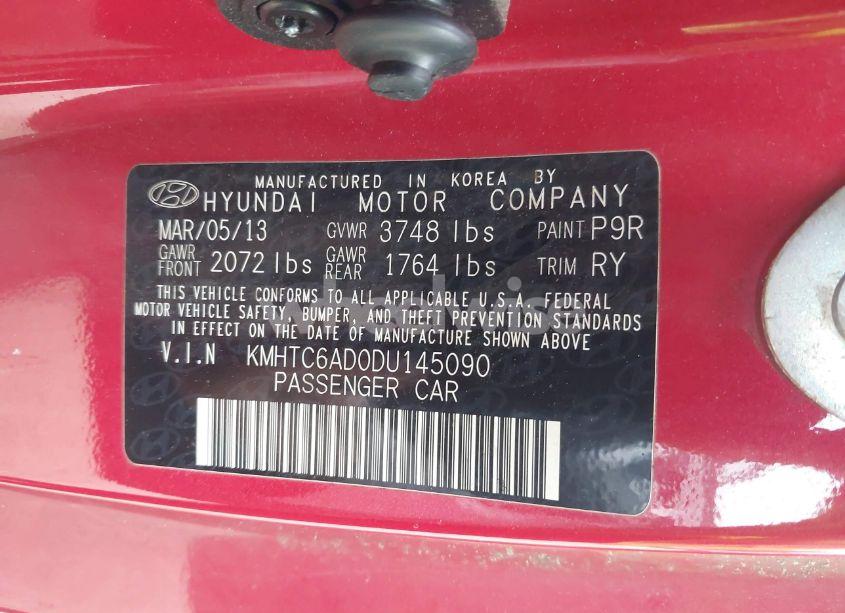 MANUFACTURED IN KOREA BY
HYUNDAI MOTOR COMPANY
MAR/05/13 GVWR 3748 lbs PAINT P9R
GAWR FRONT 2072 lbs GAWR REAR 1764 lbs TRIM RY
THIS VEHICLE CONFORMS TO ALL APPLICABLE U.S.A. FEDERAL
MOTOR VEHICLE SAFETY, BUMPER, AND THEFT PREVENTION STANDARDS
IN EFFECT ON THE DATE OF MANUFACTURE SHOWN ABOVE
V.I.N KMHTC6AD0DU145090
PASSENGER CAR